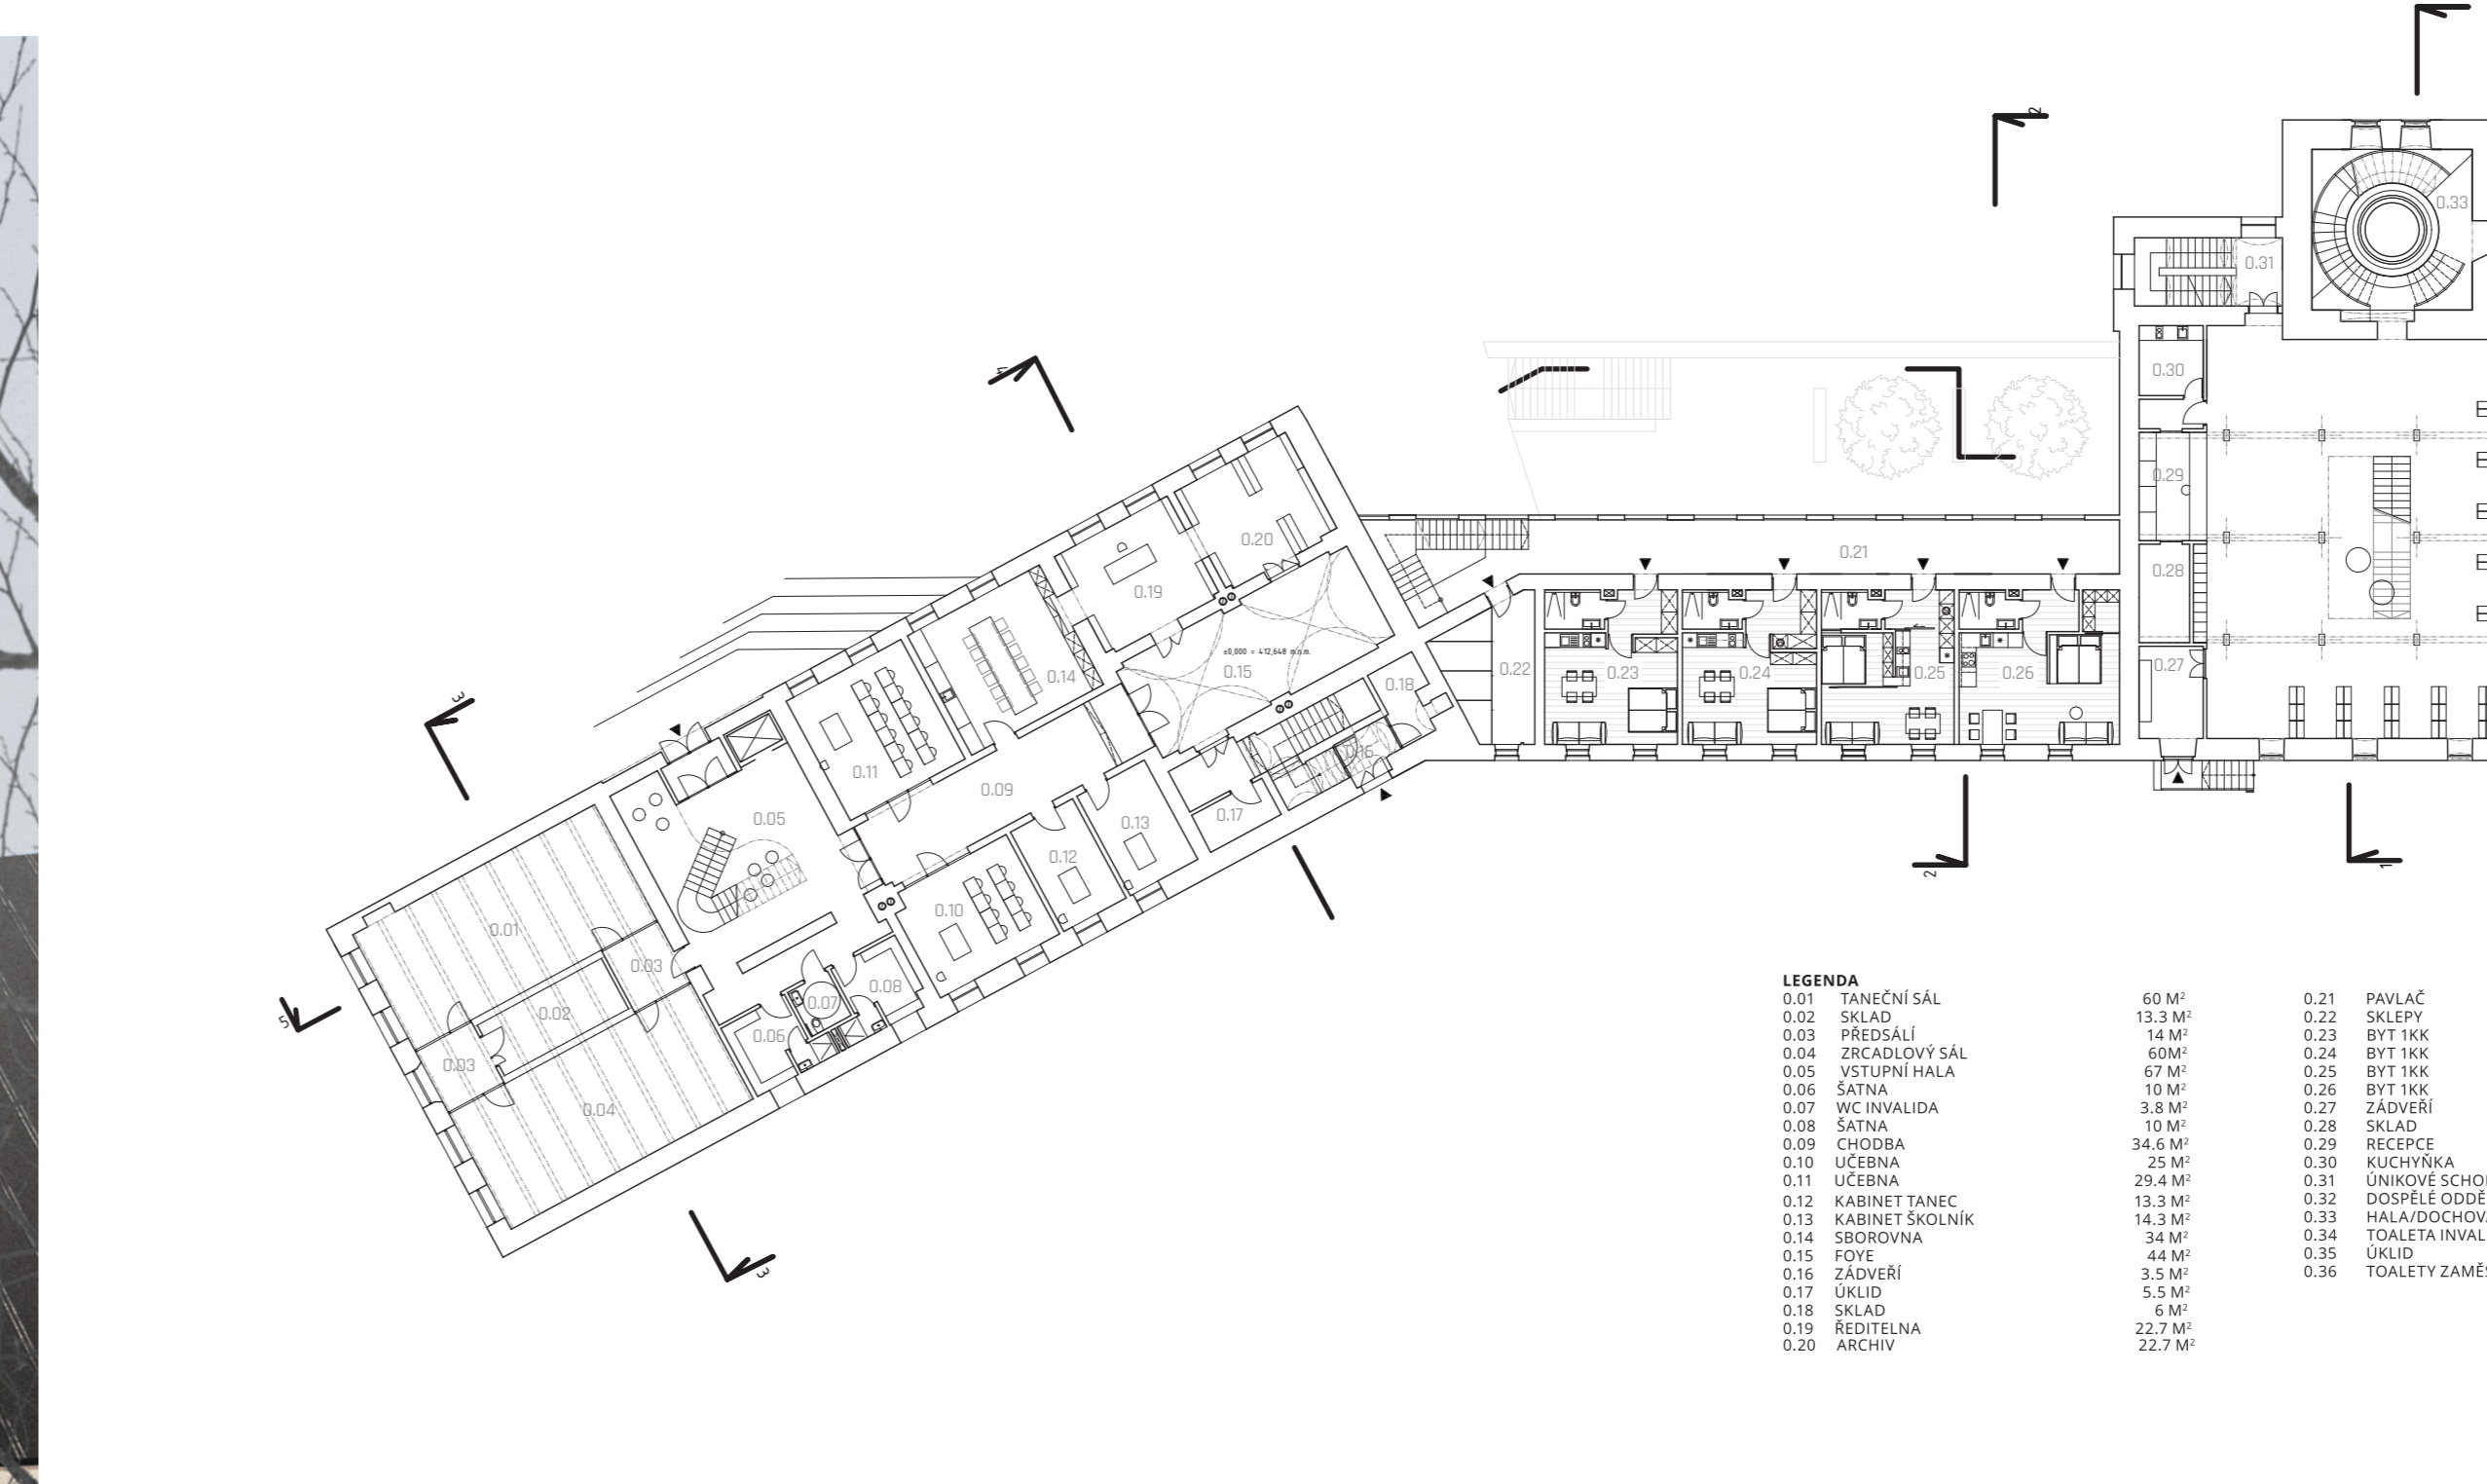 2
4
0.33
0.31
0.30
0.29
0.20
0.21
0.19
0.28
±0,000 = 412,648 m.n.m.
0.14
0.15
0.18
0.22
0.23
0.24
0.25
0.26
0.27
3
0.16
0.11
0.09
0.05
0.13
0.17
0.12
2
1
0.10
0.01
0.03
0.08
0.07
0.02
0.06
5
0.03
0.04
3
LEGENDA
0.01 TANEČNÍ SÁL 60 M²
0.02 SKLAD 13.3 M²
0.03 PŘEDSÁLÍ 14 M²
0.04 ZRCADLOVÝ SÁL 60M²
0.05 VSTUPNÍ HALA 67 M²
0.06 ŠATNA 10 M²
0.07 WC INVALIDA 3.8 M²
0.08 ŠATNA 10 M²
0.09 CHODBA 34.6 M²
0.10 UČEBNA 25 M²
0.11 UČEBNA 29.4 M²
0.12 KABINET TANEC 13.3 M²
0.13 KABINET ŠKOLNÍK 14.3 M²
0.14 SBOROVNA 34 M²
0.15 FOYE 44 M²
0.16 ZÁDVEŘÍ 3.5 M²
0.17 ÚKLID 5.5 M²
0.18 SKLAD 6 M²
0.19 ŘEDITELNA 22.7 M²
0.20 ARCHIV 22.7 M²
0.21 PAVLAČ
0.22 SKLEPY
0.23 BYT 1KK
0.24 BYT 1KK
0.25 BYT 1KK
0.26 BYT 1KK
0.27 ZÁDVEŘÍ
0.28 SKLAD
0.29 RECEPCE
0.30 KUCHYŇKA
0.31 ÚNIKOVÉ
0.32 DOSPĚLÉ
0.33
0.34 TOALETA
0.35 ÚKLID
0.36 TOALETY